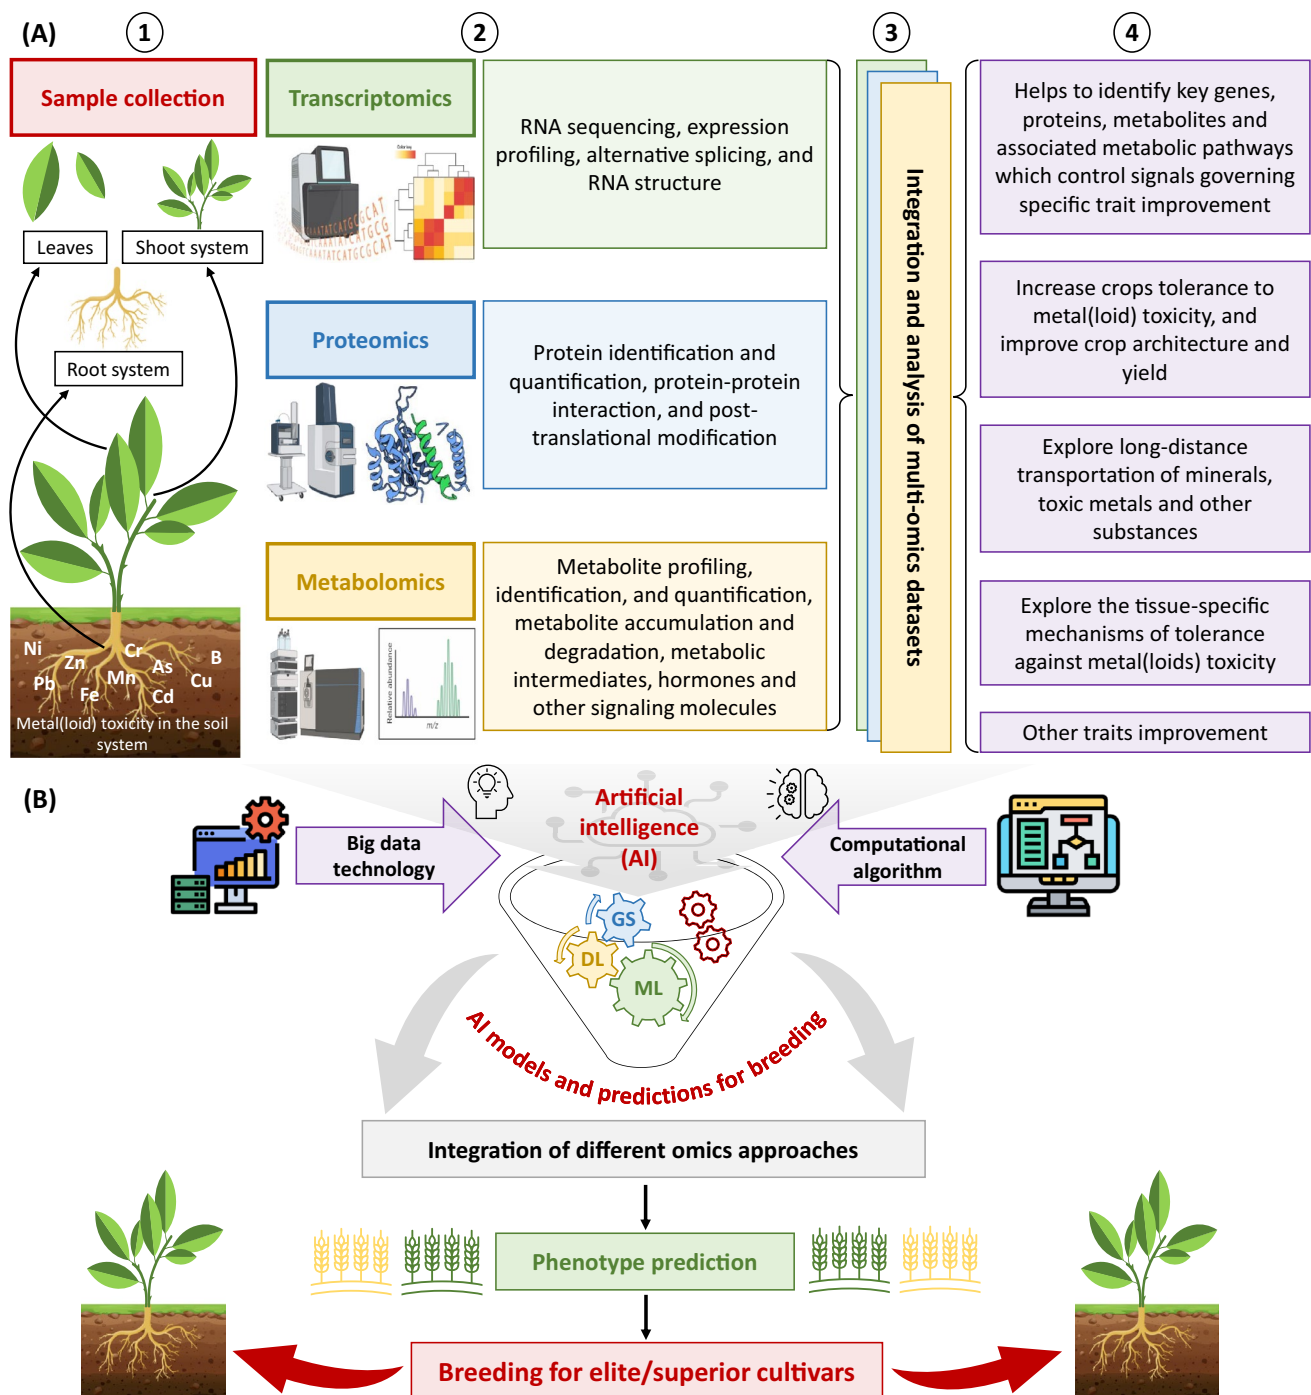 (A)
1
2
3
4
Sample collection
Leaves
Shoot system
Root system
Ni
Zn
Cr
B
Pb
Mn
As
Cu
Fe
Cd
Metal(loid) toxicity in the soil
system
Transcriptomics
AAATATCATGCGCAT
RNA sequencing, expression
profiling, alternative splicing, and
RNA structure
Proteomics
Protein identification and
quantification, protein-protein
interaction, and post-
translational modification
Metabolomics
Relative abundance
m/z
Metabolite profiling,
identification, and quantification,
metabolite accumulation and
degradation, metabolic
intermediates, hormones and
other signaling molecules
Integration and analysis of multi-omics datasets
Helps to identify key genes,
proteins, metabolites and
associated metabolic pathways
which control signals governing
specific trait improvement
Increase crops tolerance to
metal(loid) toxicity, and
improve crop architecture and
yield
Explore long-distance
transportation of minerals,
toxic metals and other
substances
Explore the tissue-specific
mechanisms of tolerance
against metal(loids) toxicity
Other traits improvement
(B)
Big data
technology
Artificial
intelligence
(AI)
Computational
algorithm
GS
DL
ML
AI models and predictions for breeding
Integration of different omics approaches
Phenotype prediction
Breeding for elite/superior cultivars